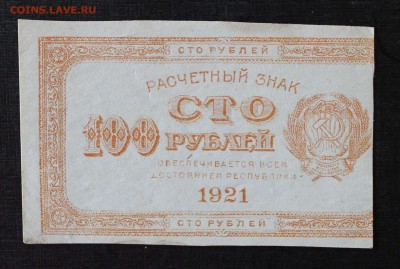 COINS.LAVE.RU
СТО РУБЛЕЙ
РАСЧЕТНЫЙ ЗНАК
СТО
100 РУБЛЕЙ
ОБЕСПЕЧИВАЕТСЯ ВСЕМ
ДОСТОЯНИЕМ РЕСПУБЛИКИ
1921
СТО РУБЛЕЙ